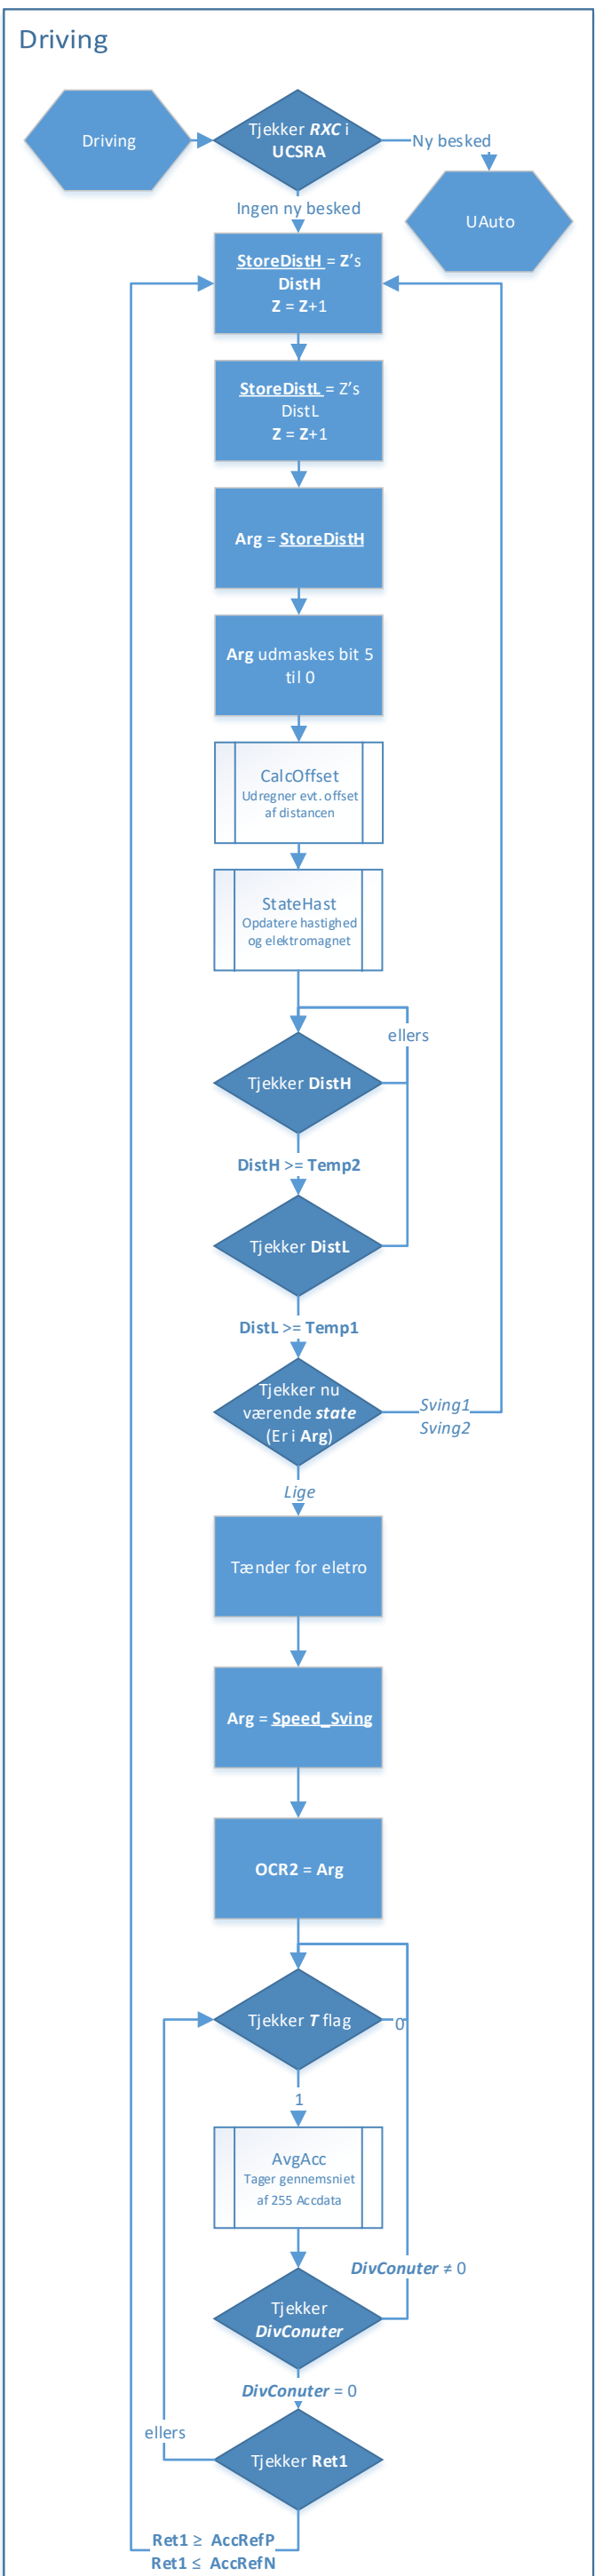 Driving
Driving
Tjekker RXC i
UCSRA
Ny besked
UAuto
Ingen ny besked
StoreDistH = Z's
DistH
Z = Z+1
StoreDistL = Z's
DistL
Z = Z+1
Arg = StoreDistH
Arg udmaskes bit 5
til 0
CalcOffset
Udregner evt. offset
af distancen
StateHast
Opdatere hastighed
og elektromagnet
ellers
Tjekker DistH
DistH >= Temp2
Tjekker DistL
DistL >= Temp1
Tjekker nu
værende state
(Er i Arg)
Sving1
Sving2
Lige
Tænder for eletro
Arg = Speed_Sving
OCR2 = Arg
Tjekker T flag
0
1
AvgAcc
Tager gennemsniet
af 255 Accdata
DivConuter ≠ 0
Tjekker
DivConuter
DivConuter = 0
ellers
Tjekker Ret1
Ret1 ≥ AccRefP
Ret1 ≤ AccRefN